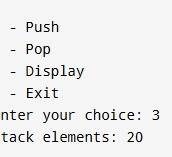 - Push
- Pop
- Display
- Exit
nter your choice: 3
tack elements: 20